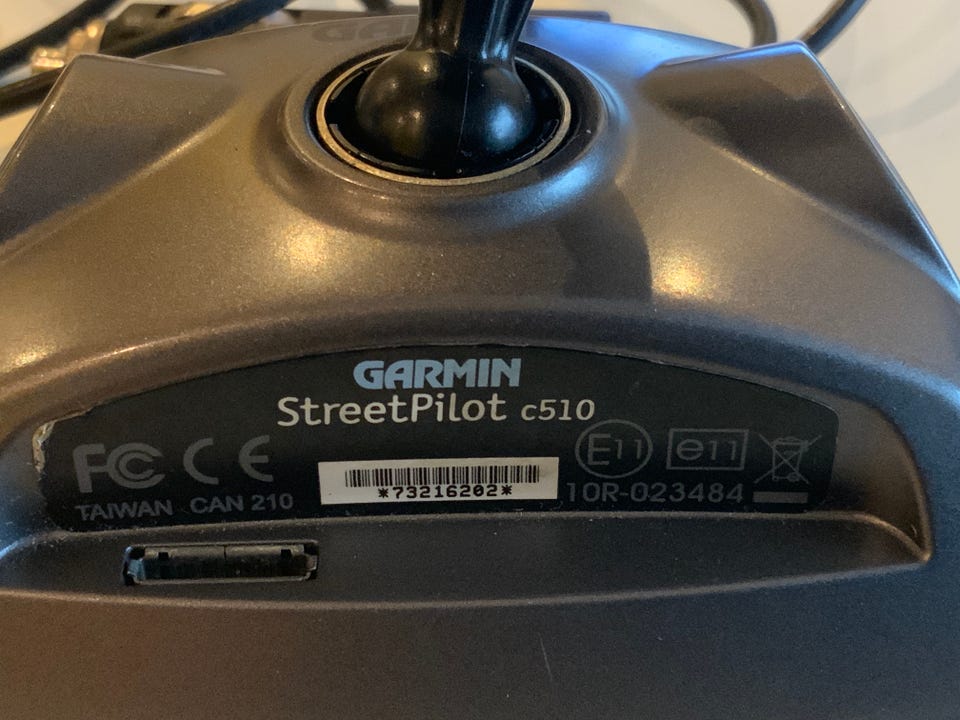 GARMIN
StreetPilot c510
FC CE
E11 e11
*73216202*
10R-023484
TAIWAN CAN 210